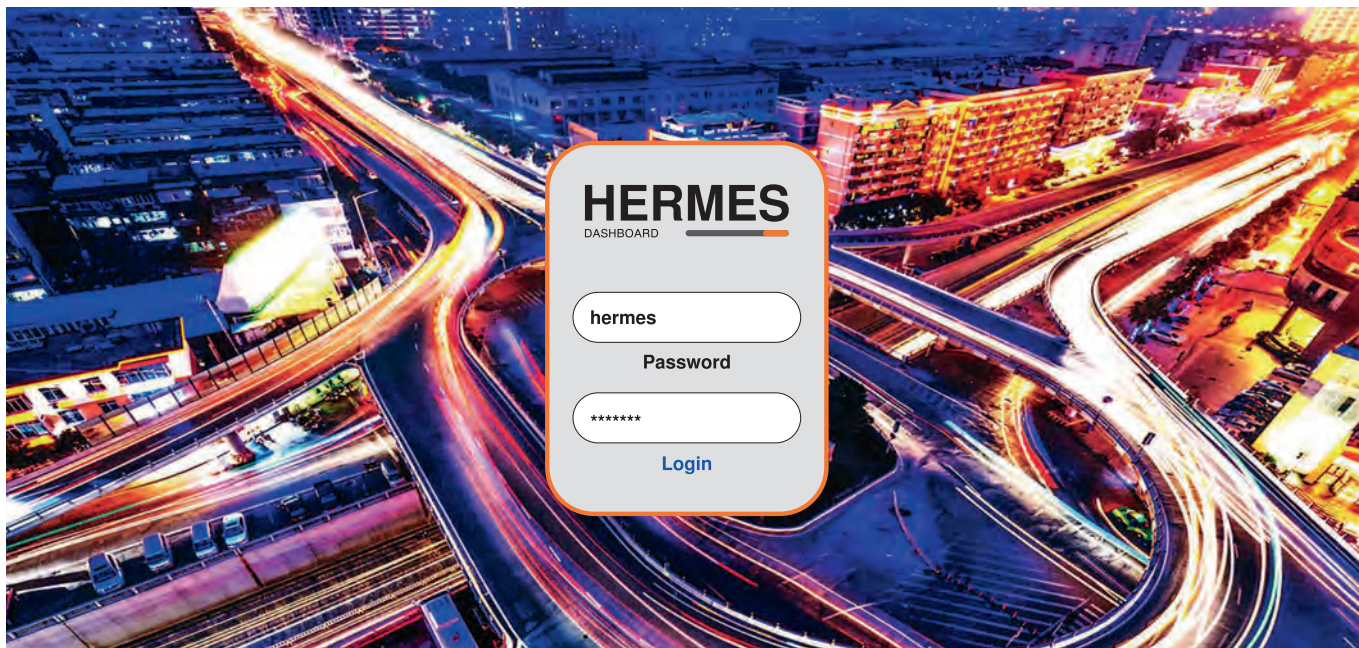 HERMES
DASHBOARD
hermes
Password
*******
Login